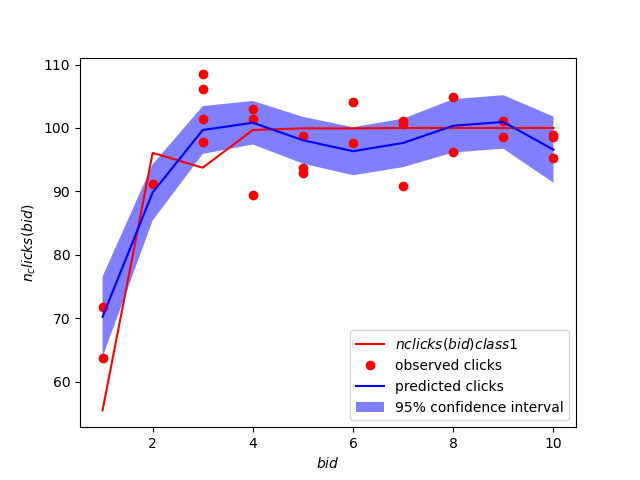 110
100
90
80
70
60
n_clicks(bid)
2
4
6
8
10
bid
nclicks(bid)class1
observed clicks
predicted clicks
95% confidence interval